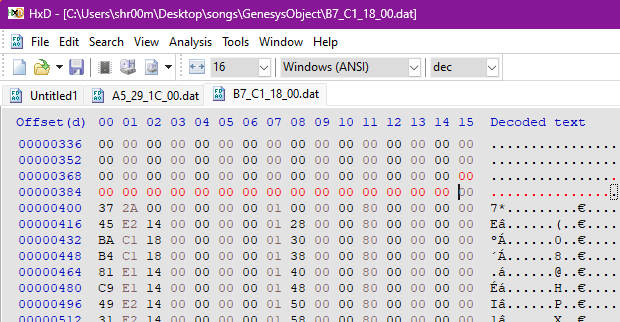 HxD - [C:\Users\shr00m\Desktop\songs\GenesysObject\B7_C1_18_00.dat]
File Edit Search View Analysis Tools Window Help
16 Windows (ANSI) dec
Untitled1 A5_29_1C_00.dat B7_C1_18_00.dat
Offset(d) 00 01 02 03 04 05 06 07 08 09 10 11 12 13 14 15 Decoded text
00000336 00 00 00 00 00 00 00 00 00 00 00 00 00 00 00 00 ................
00000352 00 00 00 00 00 00 00 00 00 00 00 00 00 00 00 00 ................
00000368 00 00 00 00 00 00 00 00 00 00 00 00 00 00 00 00 ................
00000384 00 00 00 00 00 00 00 00 00 00 00 00 00 00 00 00 ................
00000400 37 2A 00 00 00 00 00 01 00 00 00 80 00 00 00 00 7*.........€....
00000416 45 E2 14 00 00 00 00 01 28 00 00 80 00 00 00 00 Eâ......(..€....
00000432 BA C1 18 00 00 00 00 01 30 00 00 80 00 00 00 00 ºÁ......0..€....
00000448 B4 C1 18 00 00 00 00 01 38 00 00 80 00 00 00 00 ´Á......8..€....
00000464 81 E1 14 00 00 00 00 01 40 00 00 80 00 00 00 00 .á......@..€....
00000480 C9 E1 14 00 00 00 00 01 48 00 00 80 00 00 00 00 Éá......H..€....
00000496 49 E2 14 00 00 00 00 01 50 00 00 80 00 00 00 00 Iâ......P..€....
00000512 31 E2 14 00 00 00 00 01 58 00 00 80 00 00 00 00 1â......X..€....